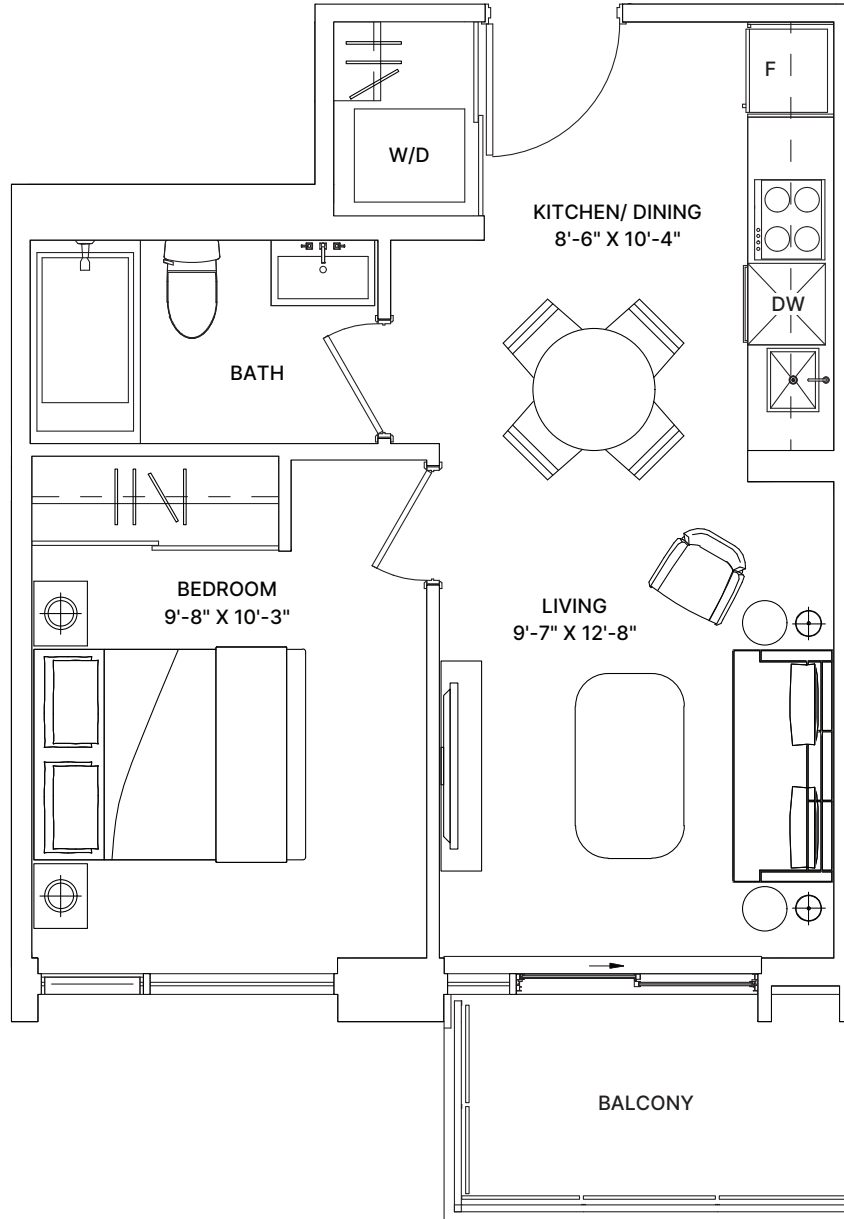 F
W/D
KITCHEN/ DINING
8'-6" X 10'-4"
DW
BATH
BEDROOM
9'-8" X 10'-3"
LIVING
9'-7" X 12'-8"
BALCONY